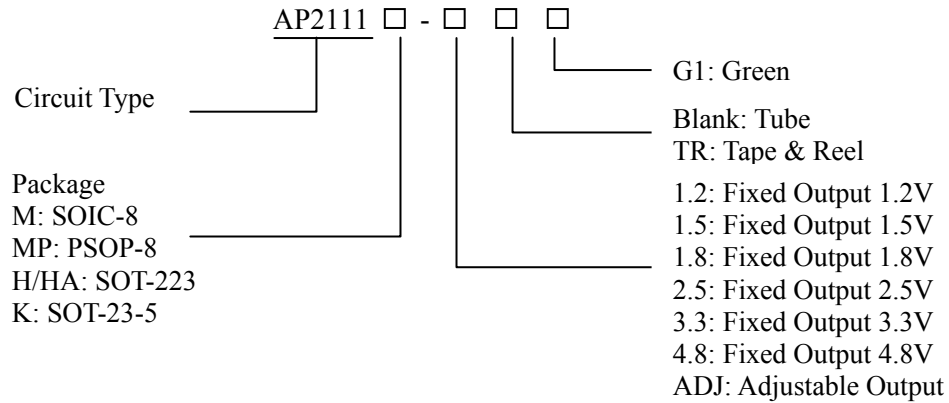 AP2111 □ - □ □ □
Circuit Type
Package
M: SOIC-8
MP: PSOP-8
H/HA: SOT-223
K: SOT-23-5
G1: Green
Blank: Tube
TR: Tape & Reel
1.2: Fixed Output 1.2V
1.5: Fixed Output 1.5V
1.8: Fixed Output 1.8V
2.5: Fixed Output 2.5V
3.3: Fixed Output 3.3V
4.8: Fixed Output 4.8V
ADJ: Adjustable Output